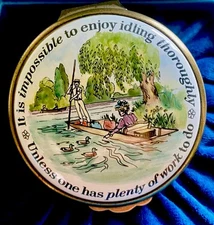 It is impossible to enjoy idling thoroughly
Unless one has plenty of work to do